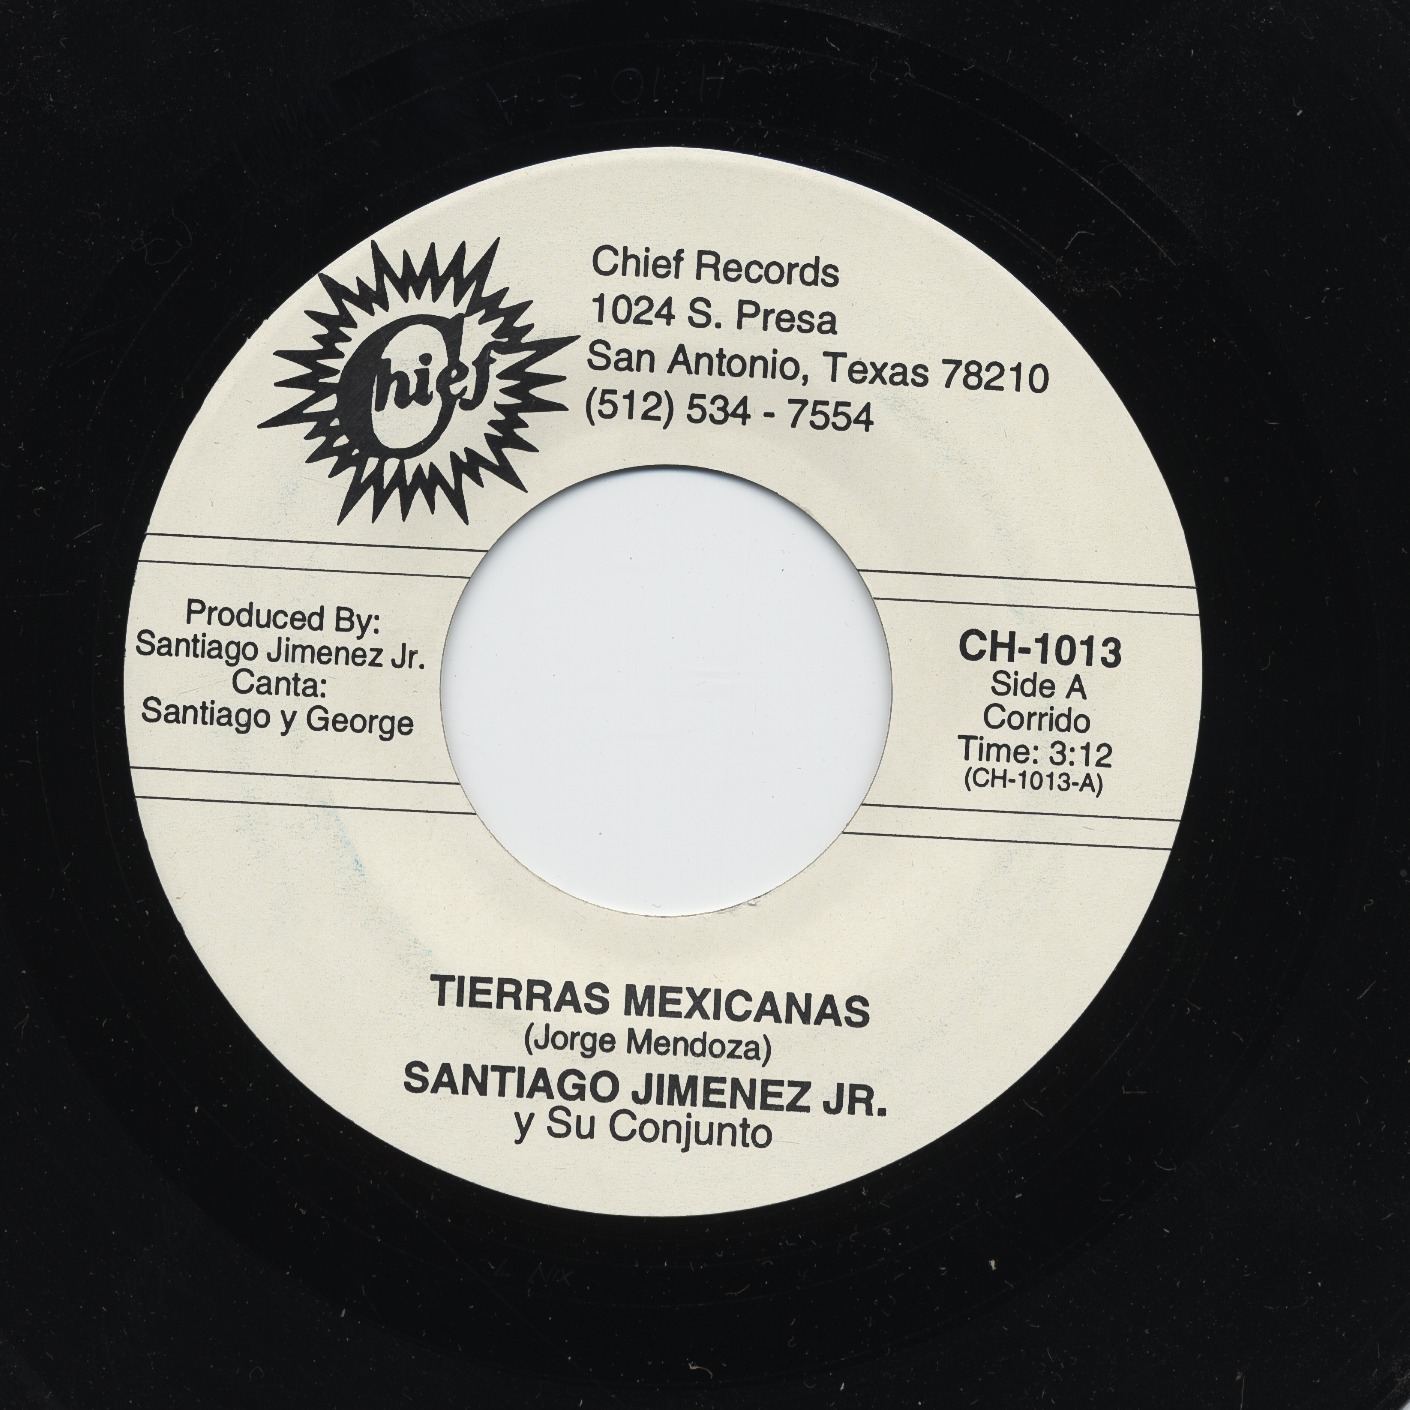 Chief
Chief Records
1024 S. Presa
San Antonio, Texas 78210
(512) 534 - 7554
Produced By:
Santiago Jimenez Jr.
Canta:
Santiago y George
CH-1013
Side A
Corrido
Time: 3:12
(CH-1013-A)
TIERRAS MEXICANAS
(Jorge Mendoza)
SANTIAGO JIMENEZ JR.
y Su Conjunto